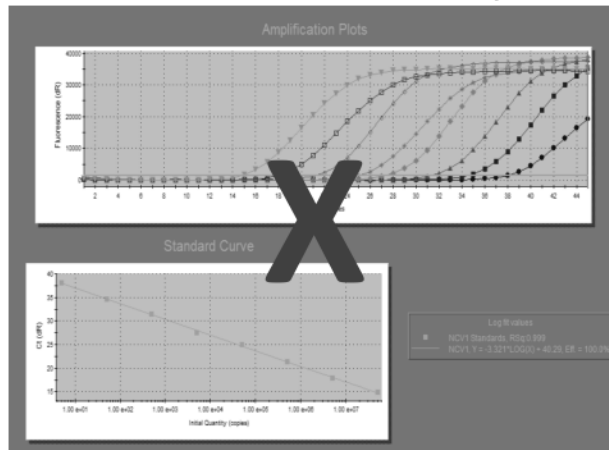 Amplification Plots
40000
30000
20000
10000
0
Fluorescence (dR)
2 4 6 8 10 12 14 16 18 22 24 26 28 30 32 34 36 38 40 42 44
X
Standard Curve
40
35
30
25
20
15
Ct (dR)
1.00 e+01 1.00 e+02 1.00 e+03 1.00 e+04 1.00 e+05 1.00 e+06 1.00 e+07
Initial Quantity (copies)
Log fit values
NCV1 Standards, RSq:0.999
NCV1, Y = -3.321*LOG(X) + 40.29, Eff. = 100.0%